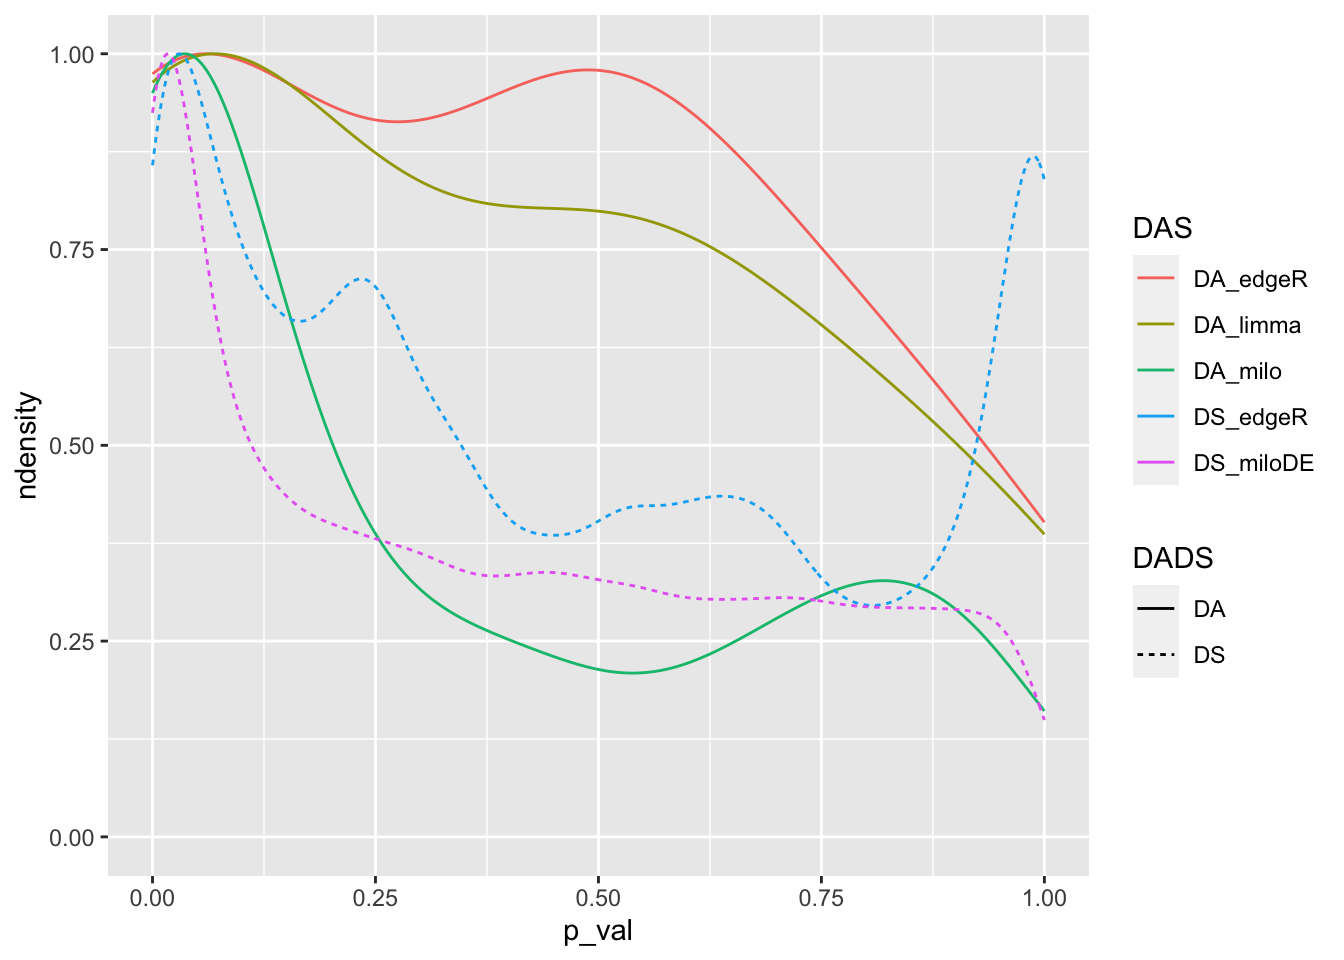 1.00
0.75
0.50
0.25
0.00
ndensity
0.00 0.25 0.50 0.75 1.00
p_val
DAS
DA_edgeR
DA_limma
DA_milo
DS_edgeR
DS_miloDE
DADS
DA
DS